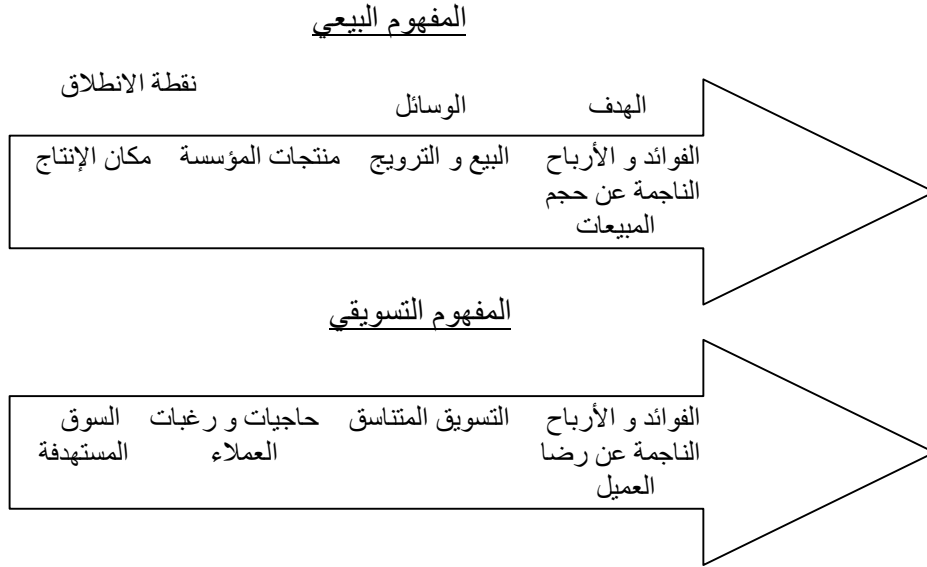 المفهوم البيعي
نقطة الانطلاق
الوسائل
الهدف
مكان الإنتاج
منتجات المؤسسة
البيع و الترويج
الفوائد و الأرباح
الناجمة عن حجم
المبيعات
المفهوم التسويقي
السوق
المستهدفة
حاجيات و رغبات
العملاء
التسويق المتناسق
الفوائد و الأرباح
الناجمة عن رضا
العميل